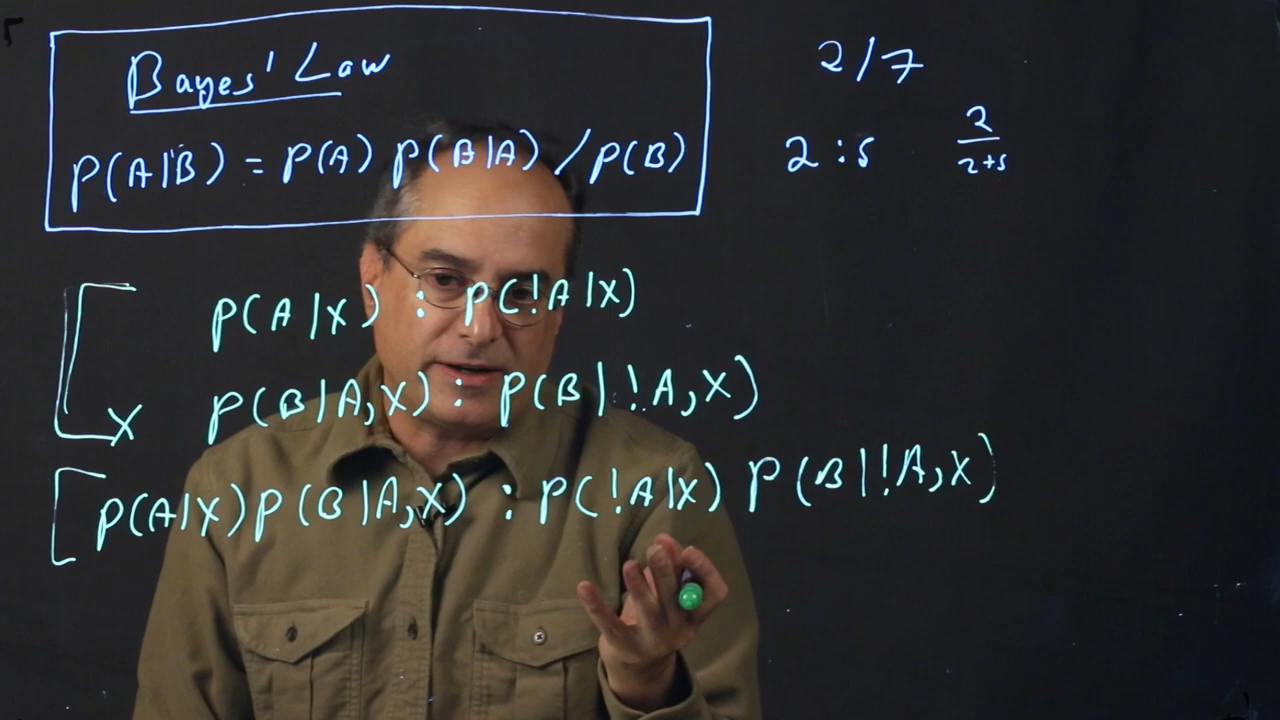 Bayes' Law
P(A|B) = P(A) P(B|A) / P(B)
2/7
2:5
2
2+5
P(A|X) : P(!A|X)
X P(B|A,X) : P(B|!A,X)
P(A|X)P(B|A,X) : P(!A|X) P(B|!A,X)